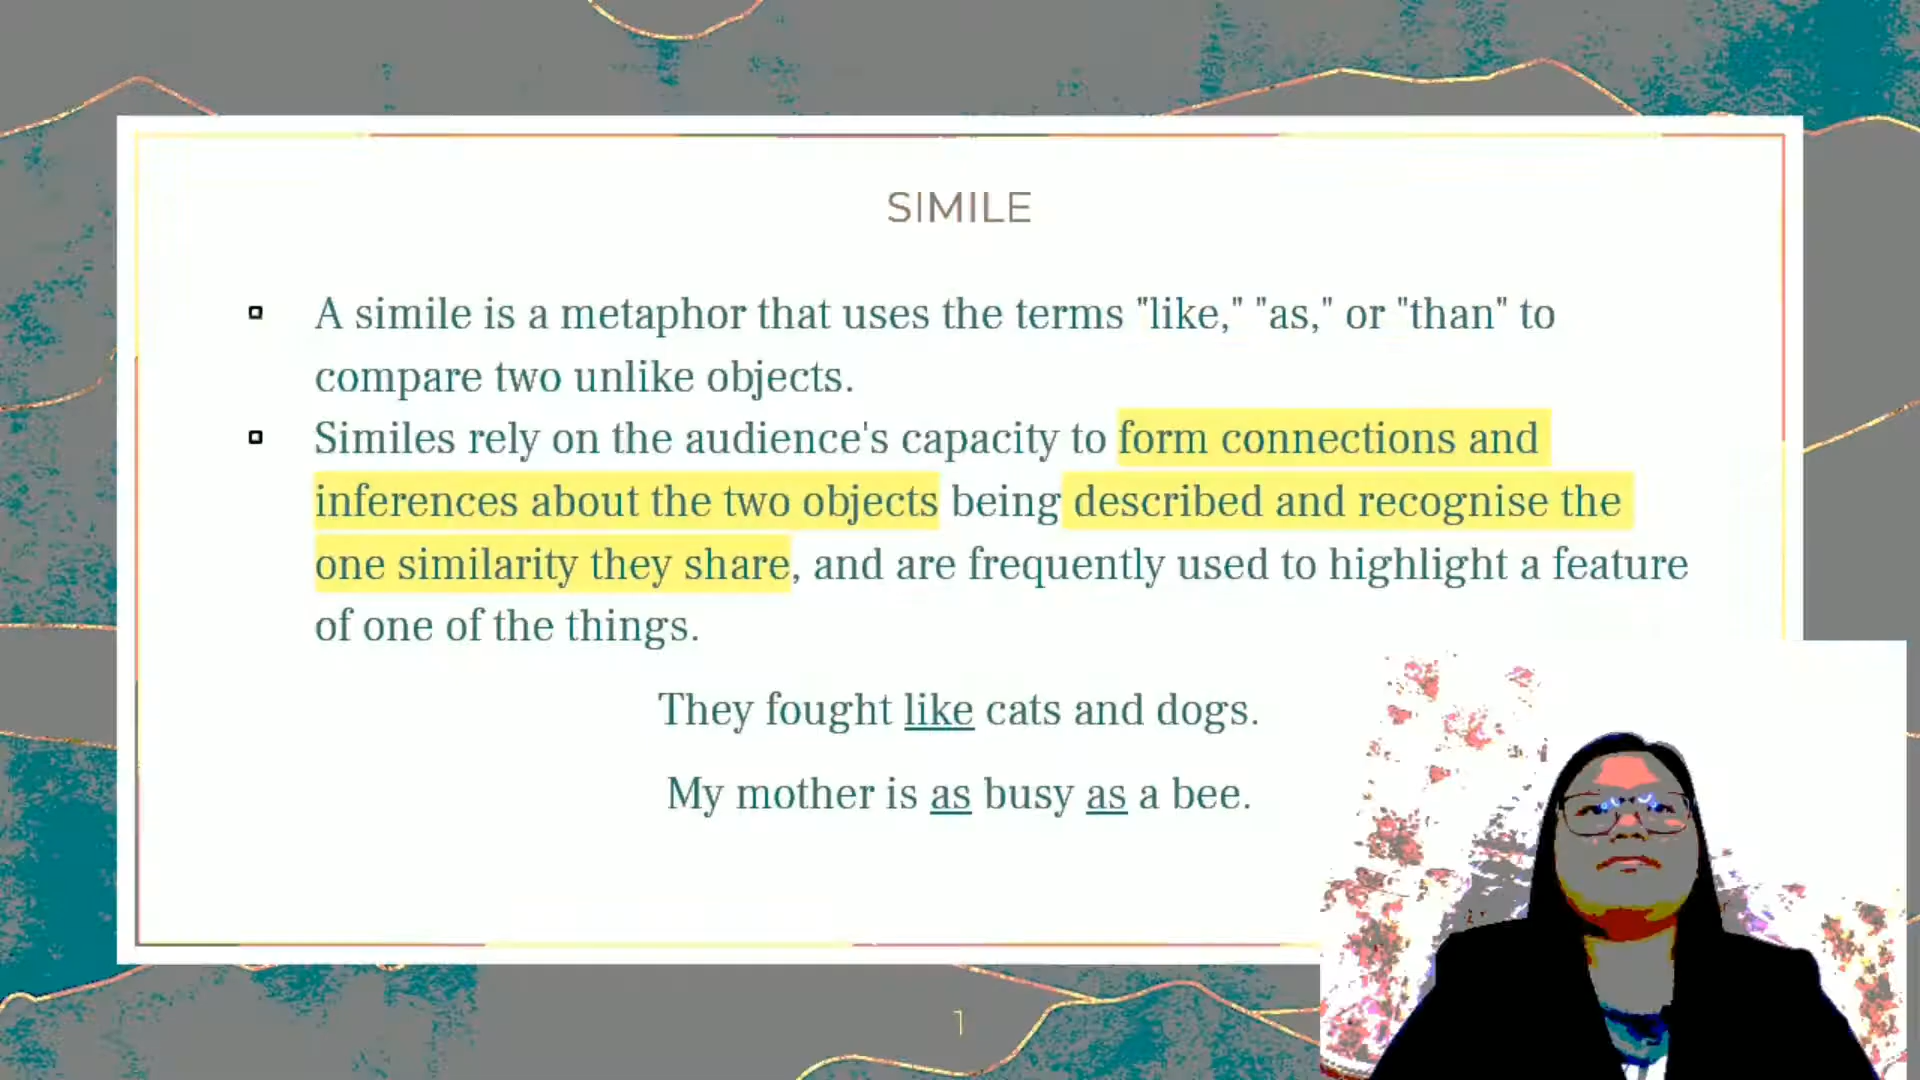 SIMILE
A simile is a metaphor that uses the terms "like," "as," or "than" to
compare two unlike objects.
Similes rely on the audience's capacity to form connections and
inferences about the two objects being described and recognise the
one similarity they share, and are frequently used to highlight a feature
of one of the things.
They fought like cats and dogs.
My mother is as busy as a bee.
1